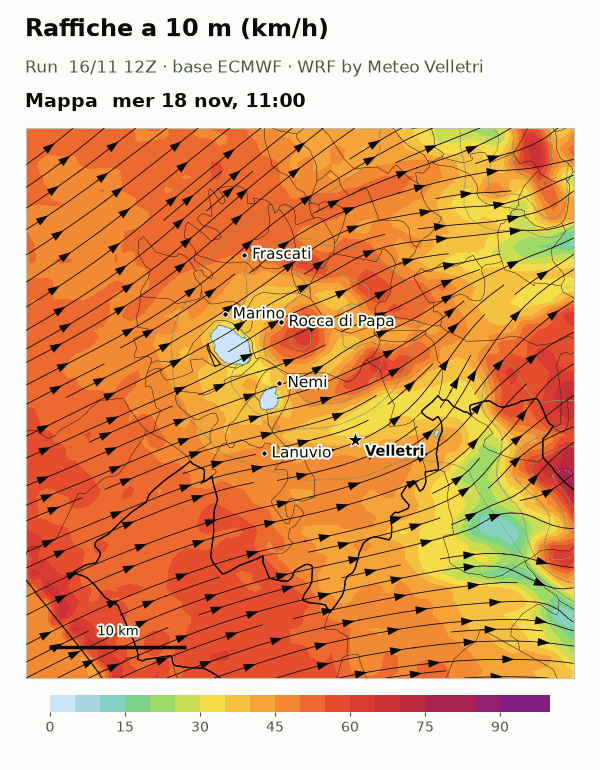 Raffiche a 10 m (km/h)
Run  16/11 12Z · base ECMWF · WRF by Meteo Velletri
Mappa  mer 18 nov, 11:00
Frascati
Marino
Rocca di Papa
Nemi
Velletri
Lanuvio
10 km
0 15 30 45 60 75 90